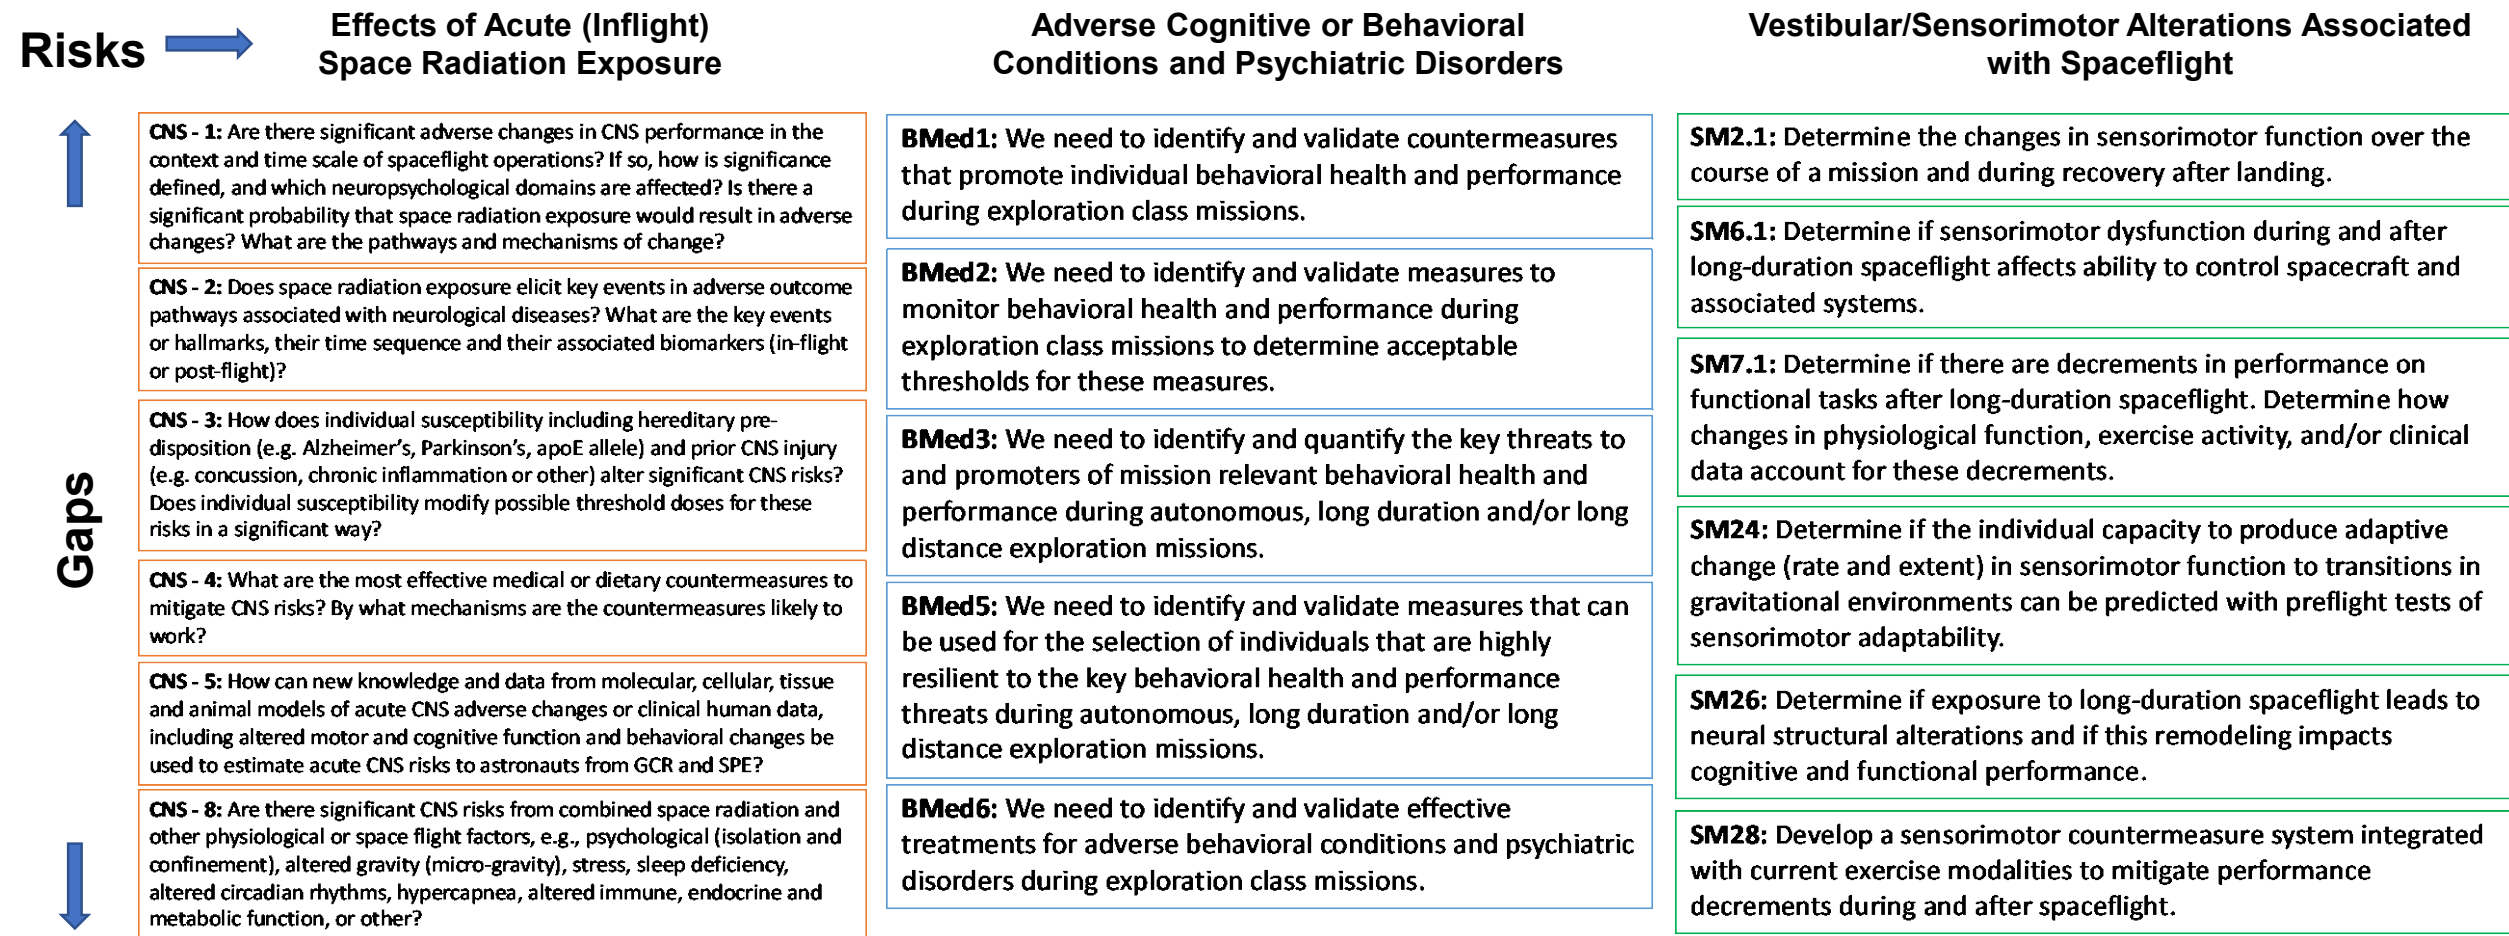 Risks
Effects of Acute (Inflight)
Space Radiation Exposure
Adverse Cognitive or Behavioral
Conditions and Psychiatric Disorders
Vestibular/Sensorimotor Alterations Associated
with Spaceflight
Gaps
CNS - 1: Are there significant adverse changes in CNS performance in the
context and time scale of spaceflight operations? If so, how is significance
defined, and which neuropsychological domains are affected? Is there a
significant probability that space radiation exposure would result in adverse
changes? What are the pathways and mechanisms of change?
CNS - 2: Does space radiation exposure elicit key events in adverse outcome
pathways associated with neurological diseases? What are the key events
or hallmarks, their time sequence and their associated biomarkers (in-flight
or post-flight)?
CNS - 3: How does individual susceptibility including hereditary pre-
disposition (e.g. Alzheimer's, Parkinson's, apoE allele) and prior CNS injury
(e.g. concussion, chronic inflammation or other) alter significant CNS risks?
Does individual susceptibility modify possible threshold doses for these
risks in a significant way?
CNS - 4: What are the most effective medical or dietary countermeasures to
mitigate CNS risks? By what mechanisms are the countermeasures likely to
work?
CNS - 5: How can new knowledge and data from molecular, cellular, tissue
and animal models of acute CNS adverse changes or clinical human data,
including altered motor and cognitive function and behavioral changes be
used to estimate acute CNS risks to astronauts from GCR and SPE?
CNS - 8: Are there significant CNS risks from combined space radiation and
other physiological or space flight factors, e.g., psychological (isolation and
confinement), altered gravity (micro-gravity), stress, sleep deficiency,
altered circadian rhythms, hypercapnea, altered immune, endocrine and
metabolic function, or other?
BMed1: We need to identify and validate countermeasures
that promote individual behavioral health and performance
during exploration class missions.
BMed2: We need to identify and validate measures to
monitor behavioral health and performance during
exploration class missions to determine acceptable
thresholds for these measures.
BMed3: We need to identify and quantify the key threats to
and promoters of mission relevant behavioral health and
performance during autonomous, long duration and/or long
distance exploration missions.
BMed5: We need to identify and validate measures that can
be used for the selection of individuals that are highly
resilient to the key behavioral health and performance
threats during autonomous, long duration and/or long
distance exploration missions.
BMed6: We need to identify and validate effective
treatments for adverse behavioral conditions and psychiatric
disorders during exploration class missions.
SM2.1: Determine the changes in sensorimotor function over the
course of a mission and during recovery after landing.
SM6.1: Determine if sensorimotor dysfunction during and after
long-duration spaceflight affects ability to control spacecraft and
associated systems.
SM7.1: Determine if there are decrements in performance on
functional tasks after long-duration spaceflight. Determine how
changes in physiological function, exercise activity, and/or clinical
data account for these decrements.
SM24: Determine if the individual capacity to produce adaptive
change (rate and extent) in sensorimotor function to transitions in
gravitational environments can be predicted with preflight tests of
sensorimotor adaptability.
SM26: Determine if exposure to long-duration spaceflight leads to
neural structural alterations and if this remodeling impacts
cognitive and functional performance.
SM28: Develop a sensorimotor countermeasure system integrated
with current exercise modalities to mitigate performance
decrements during and after spaceflight.